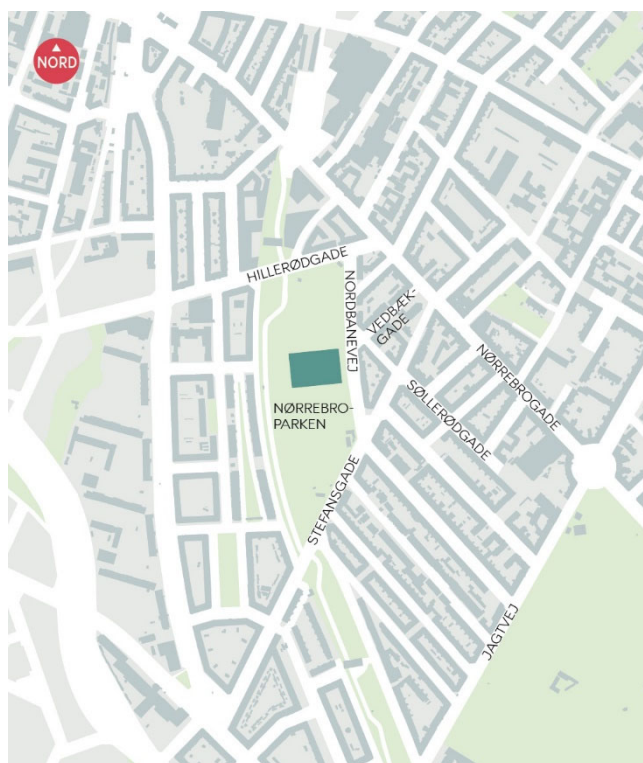 NORD
HILLERØDGADE
NORDBANEVEJ
VEDBÆK-
GADE
NØRREBROGADE
SØLLERØDGADE
NØRREBRO-
PARKEN
STEFANSGADE
JAGTVEJ